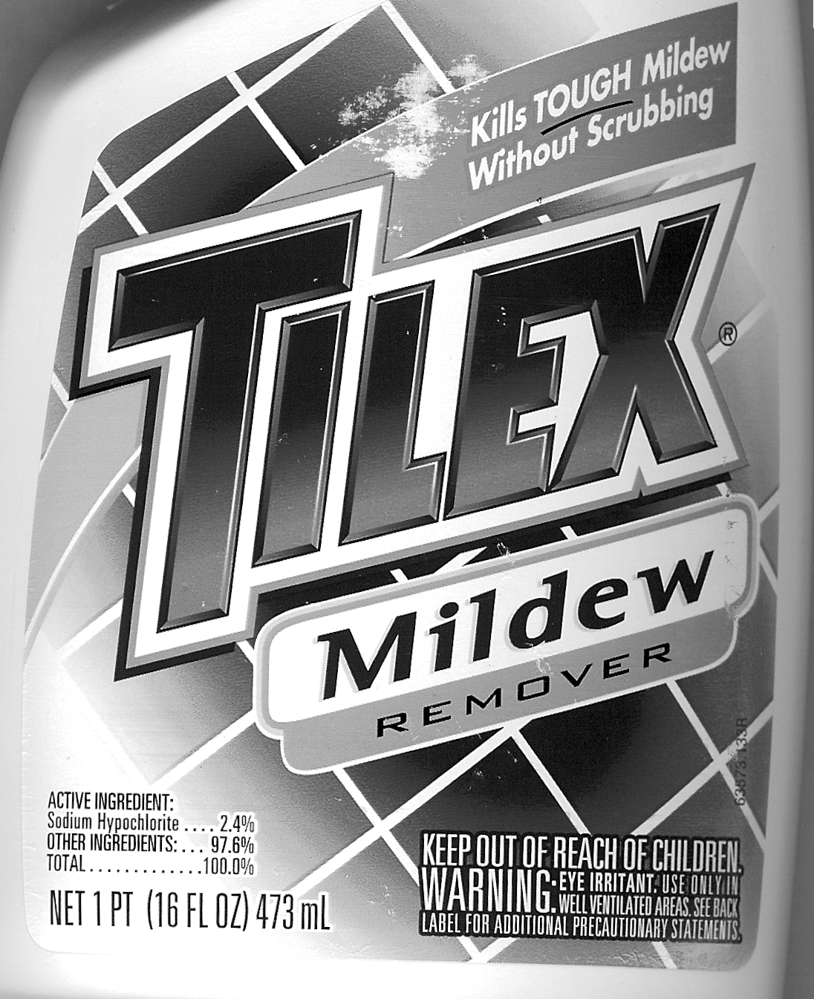 Kills TOUGH Mildew
Without Scrubbing
TILEX®
Mildew
REMOVER
63573.133R
ACTIVE INGREDIENT:
Sodium Hypochlorite .... 2.4%
OTHER INGREDIENTS: ... 97.6%
TOTAL .............100.0%
NET 1 PT (16 FL OZ) 473 mL
KEEP OUT OF REACH OF CHILDREN.
WARNING: EYE IRRITANT. USE ONLY IN
WELL VENTILATED AREAS. SEE BACK
LABEL FOR ADDITIONAL PRECAUTIONARY STATEMENTS.